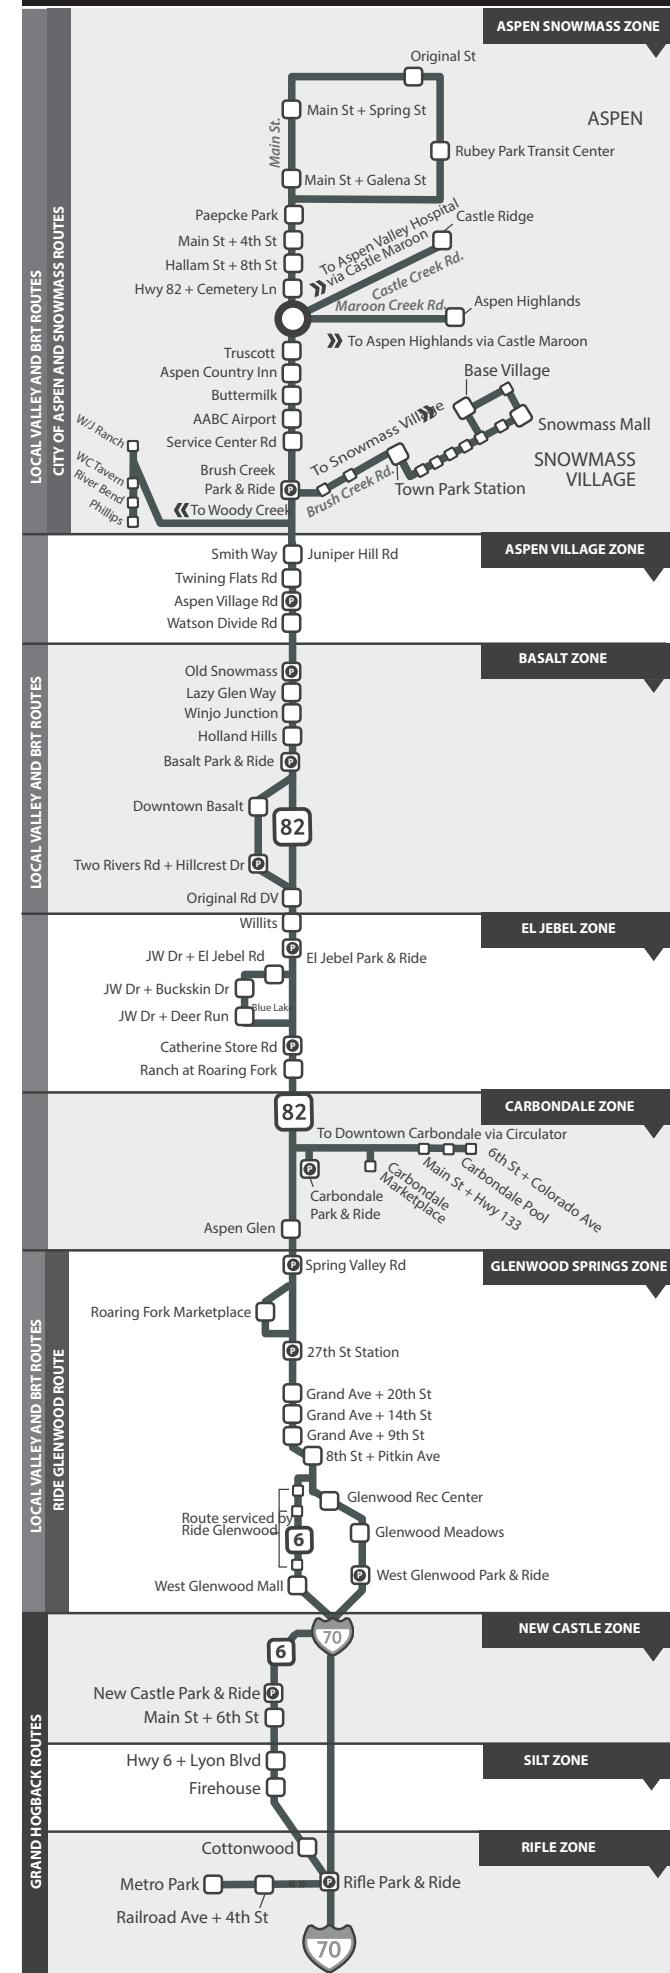 ASPEN SNOWMASS ZONE
Original St
Main St + Spring St
ASPEN
Main St.
Rubey Park Transit Center
Main St + Galena St
Paepcke Park
Castle Ridge
To Aspen Valley Hospital
via Castle Maroon
Main St + 4th St
Hallam St + 8th St
Castle Creek Rd.
Hwy 82 + Cemetery Ln
Maroon Creek Rd.
Aspen Highlands
To Aspen Highlands via Castle Maroon
Truscott
Aspen Country Inn
Base Village
Buttermilk
To Snowmass Village
AABC Airport
Snowmass Mall
Service Center Rd
SNOWMASS
VILLAGE
Brush Creek
Park & Ride
P
Brush Creek Rd.
Town Park Station
W/J Ranch
WC Tavern
River Bend
Phillips
To Woody Creek
LOCAL VALLEY AND BRT ROUTES
CITY OF ASPEN AND SNOWMASS ROUTES
ASPEN VILLAGE ZONE
Smith Way
Juniper Hill Rd
Twining Flats Rd
Aspen Village Rd
P
Watson Divide Rd
BASALT ZONE
Old Snowmass
P
Lazy Glen Way
Winjo Junction
Holland Hills
Basalt Park & Ride
P
Downtown Basalt
82
Two Rivers Rd + Hillcrest Dr
P
Original Rd DV
LOCAL VALLEY AND BRT ROUTES
Willits
EL JEBEL ZONE
P
El Jebel Park & Ride
JW Dr + El Jebel Rd
JW Dr + Buckskin Dr
Blue Lake
JW Dr + Deer Run
Catherine Store Rd
P
Ranch at Roaring Fork
CARBONDALE ZONE
82
To Downtown Carbondale via Circulator
P
Carbondale
Park & Ride
Carbondale
Marketplace
Main St + Hwy 133
Carbondale Pool
6th St + Colorado Ave
Aspen Glen
GLENWOOD SPRINGS ZONE
P
Spring Valley Rd
Roaring Fork Marketplace
P
27th St Station
Grand Ave + 20th St
Grand Ave + 14th St
Grand Ave + 9th St
8th St + Pitkin Ave
Glenwood Rec Center
Route serviced by
Ride Glenwood
6
Glenwood Meadows
P
West Glenwood Park & Ride
West Glenwood Mall
LOCAL VALLEY AND BRT ROUTES
RIDE GLENWOOD ROUTE
NEW CASTLE ZONE
70
6
New Castle Park & Ride
P
Main St + 6th St
SILT ZONE
Hwy 6 + Lyon Blvd
Firehouse
RIFLE ZONE
Cottonwood
Metro Park
P
Rifle Park & Ride
Railroad Ave + 4th St
70
GRAND HOGBACK ROUTES